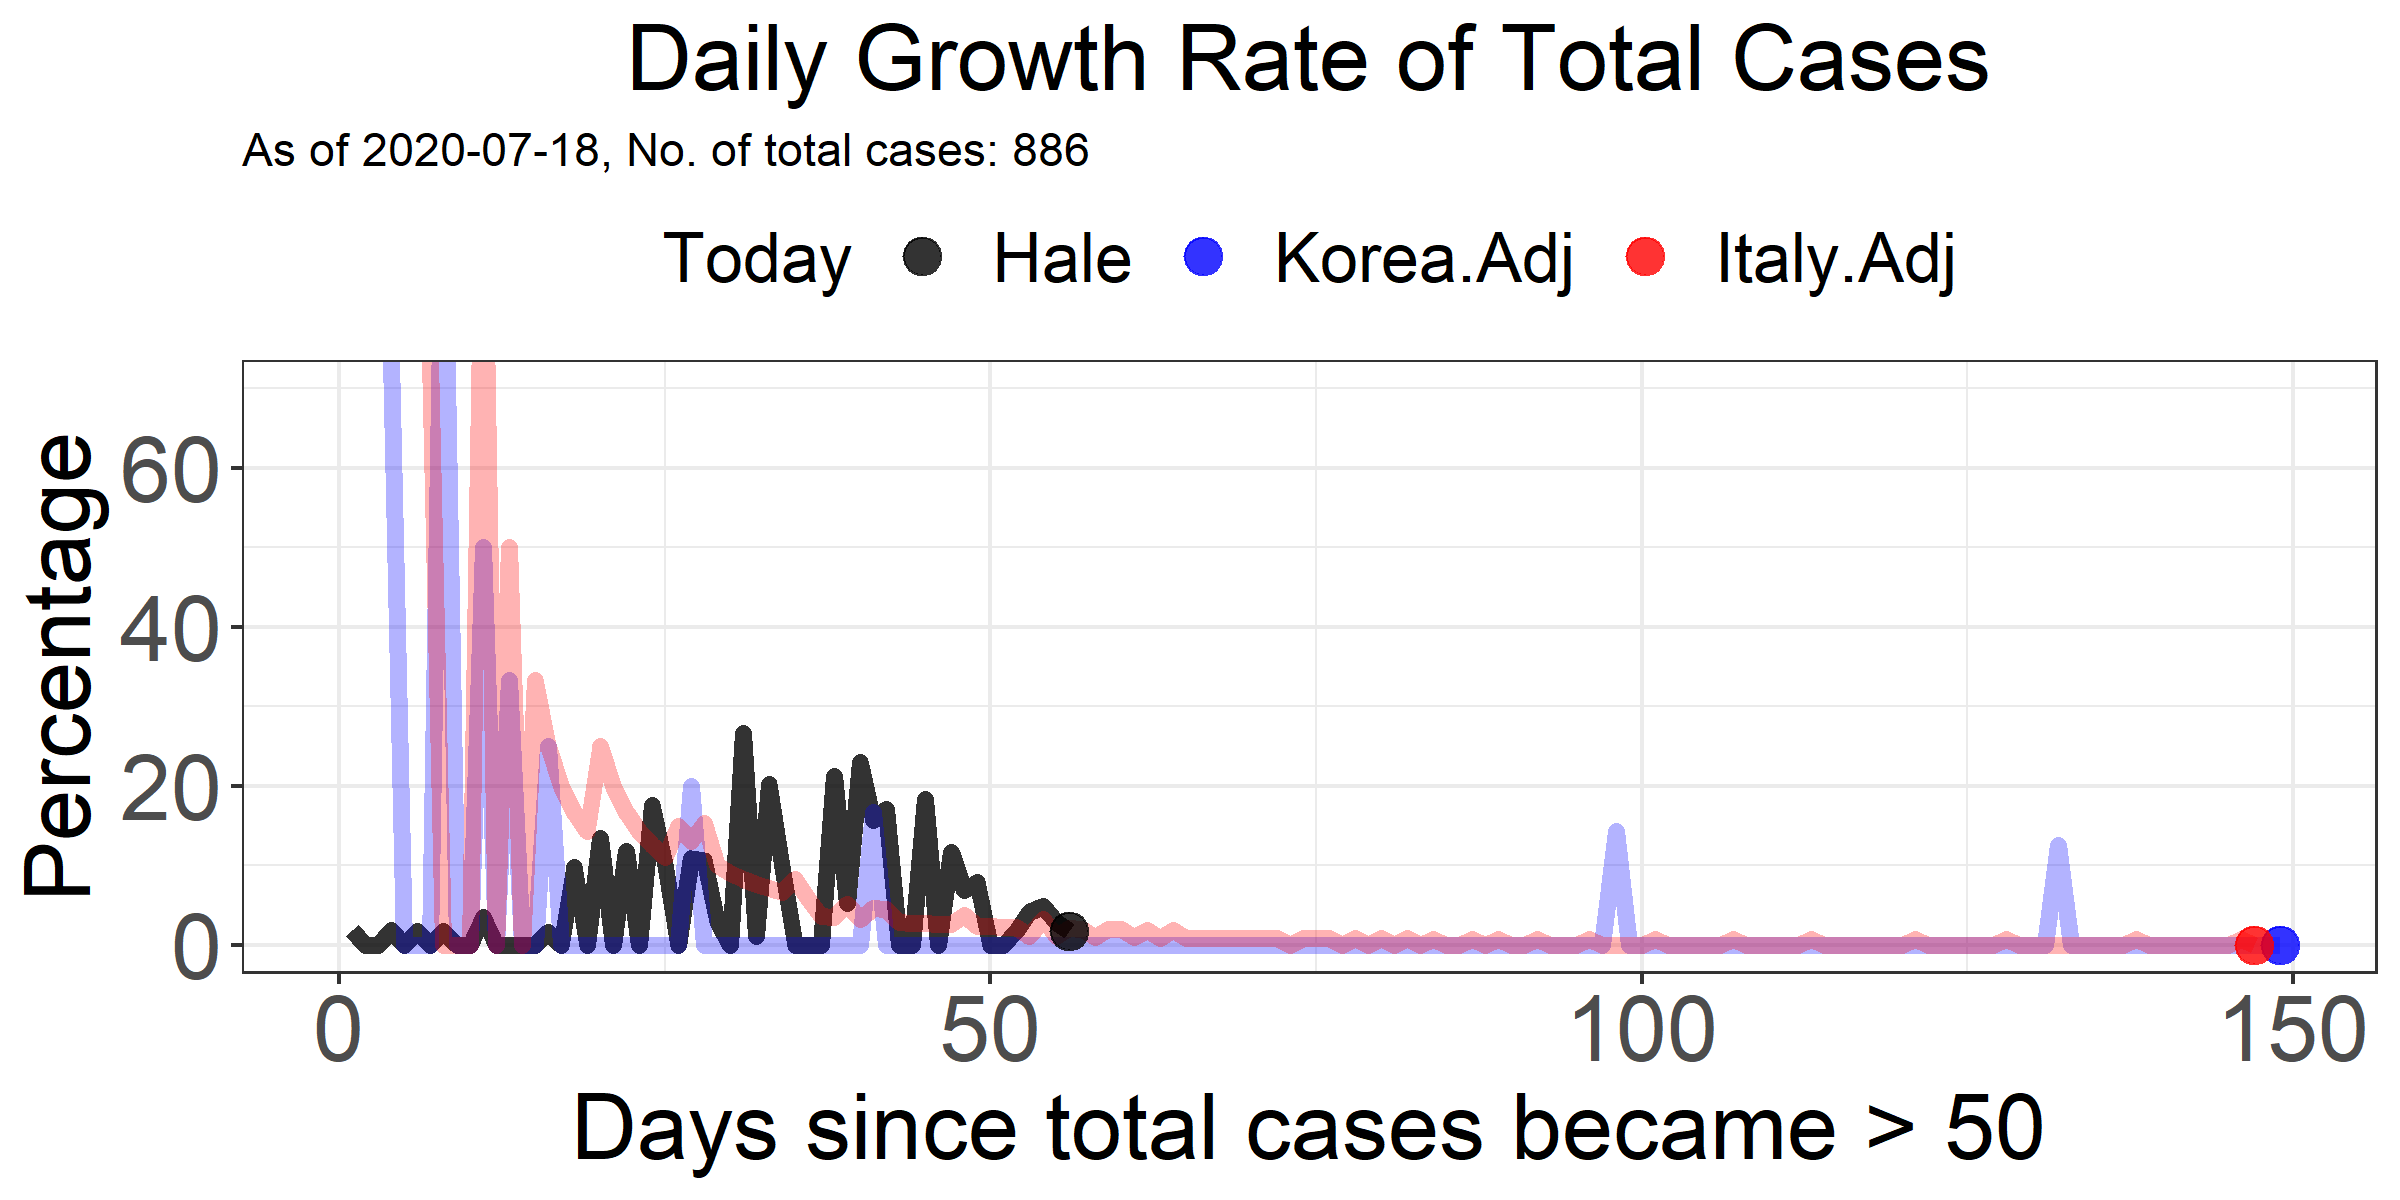 Daily Growth Rate of Total Cases
As of 2020-07-18, No. of total cases: 886
Today Hale Korea.Adj Italy.Adj
Percentage
60
40
20
0
0 50 100 150
Days since total cases became > 50